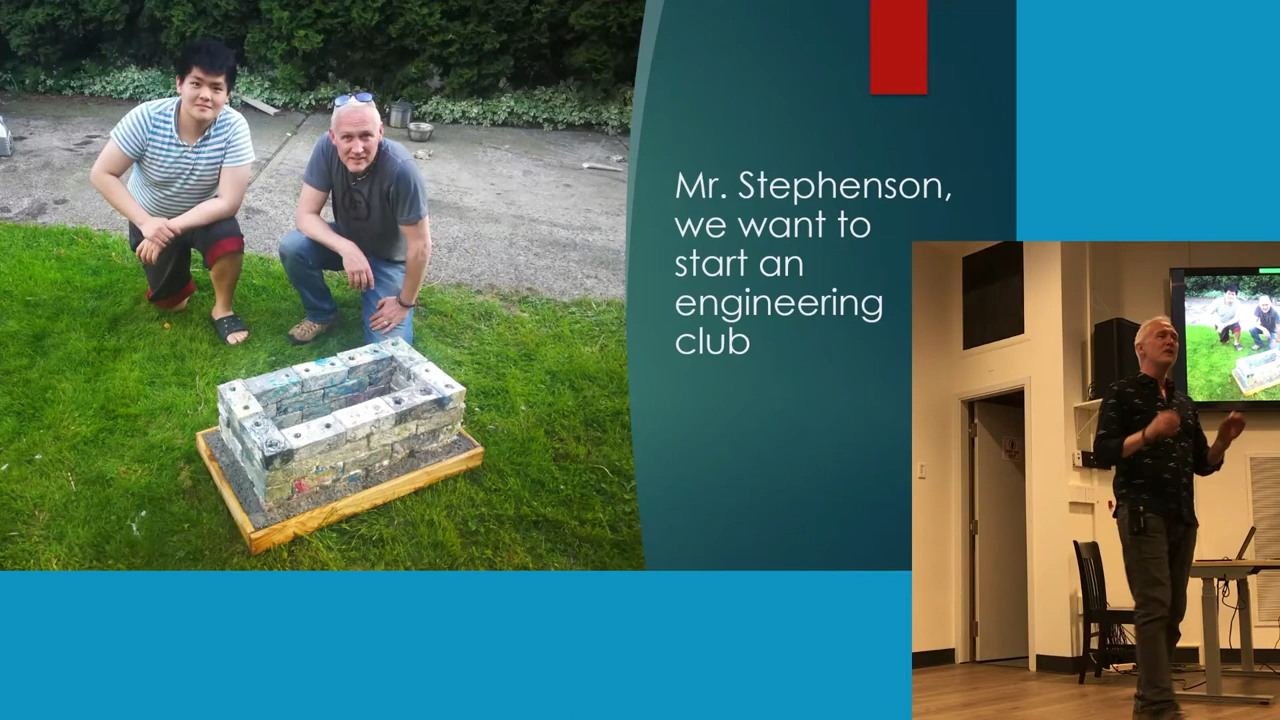 Mr. Stephenson,
we want to
start an
engineering
club